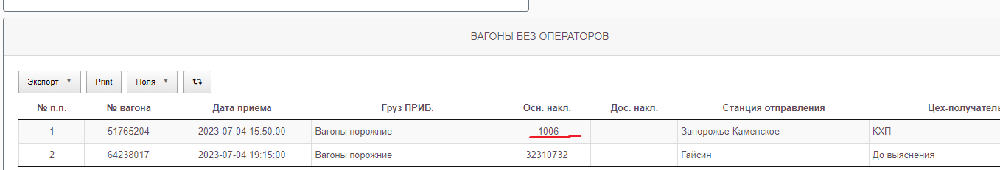 ВАГОНЫ БЕЗ ОПЕРАТОРОВ
Экспорт Print Поля
№ п.п. № вагона Дата приема Груз ПРИБ. Осн. накл. Дос. накл. Станция отправления Цех-получатель
1 51765204 2023-07-04 15:50:00 Вагоны порожние -1006 Запорожье-Каменское КХП
2 64238017 2023-07-04 19:15:00 Вагоны порожние 32310732 Гайсин До выяснения